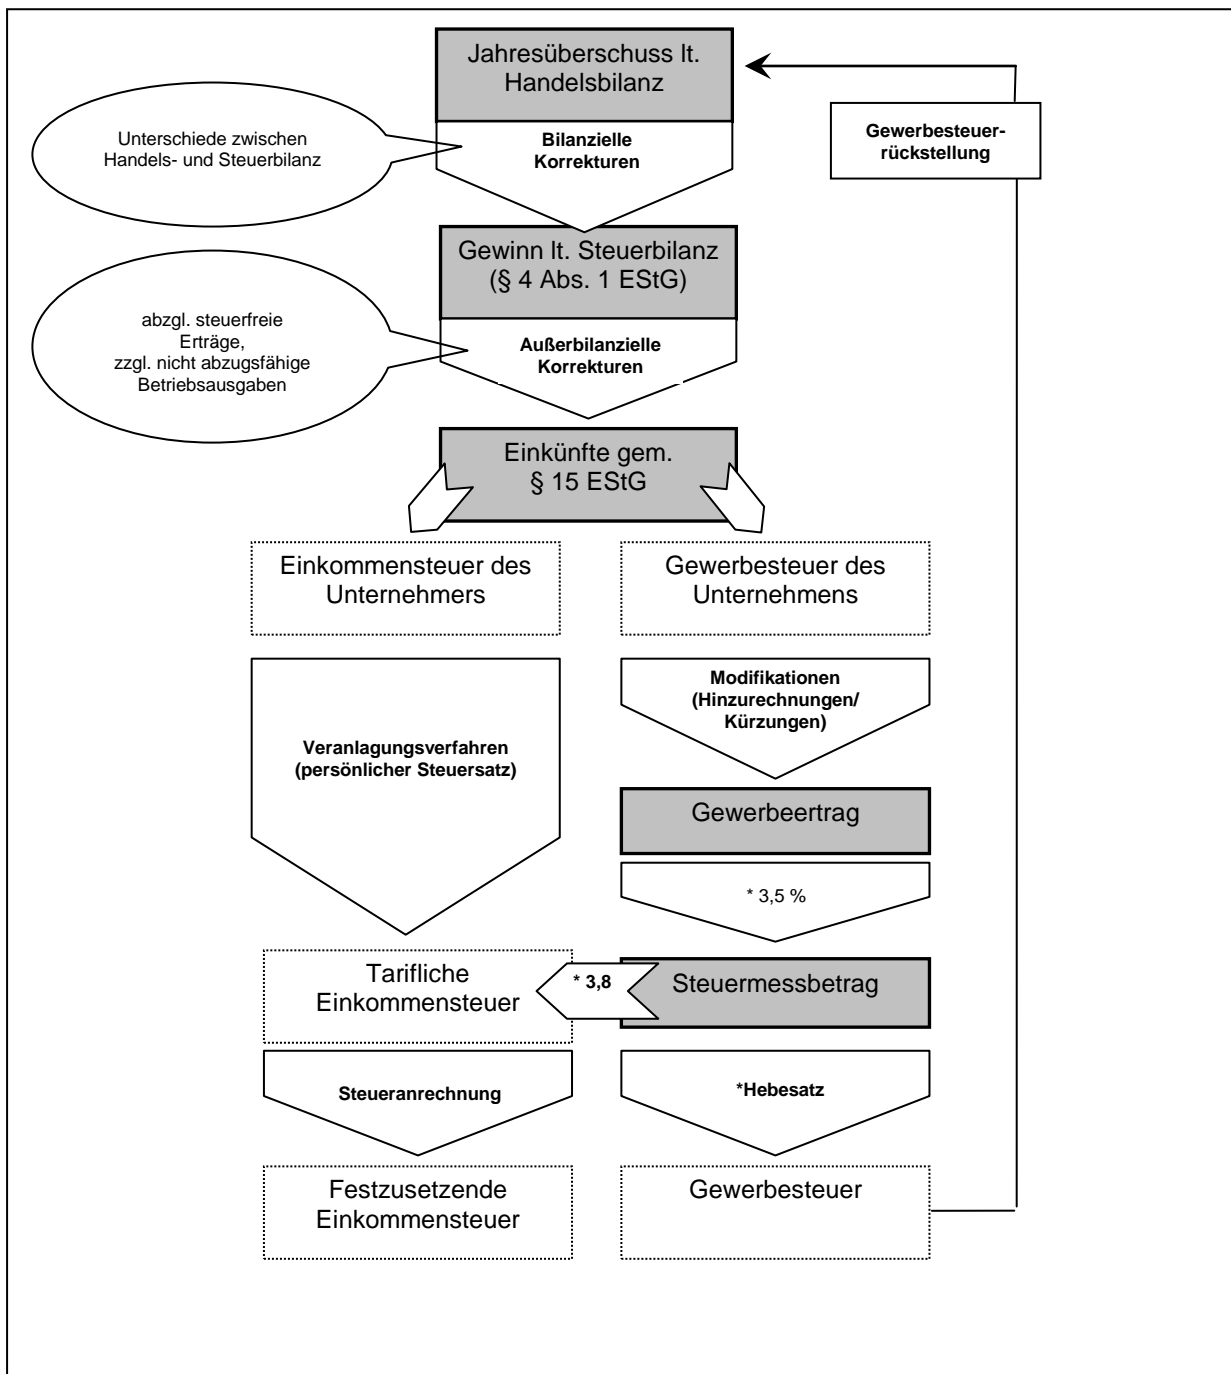 Jahresüberschuss lt.
Handelsbilanz
Gewerbesteuer-
rückstellung
Unterschiede zwischen
Handels- und Steuerbilanz
Bilanzielle
Korrekturen
Gewinn lt. Steuerbilanz
(§ 4 Abs. 1 EStG)
abzgl. steuerfreie
Erträge,
zzgl. nicht abzugsfähige
Betriebsausgaben
Außerbilanzielle
Korrekturen
Einkünfte gem.
§ 15 EStG
Einkommensteuer des
Unternehmers
Gewerbesteuer des
Unternehmens
Veranlagungsverfahren
(persönlicher Steuersatz)
Modifikationen
(Hinzurechnungen/
Kürzungen)
Gewerbeertrag
* 3,5 %
Tarifliche
Einkommensteuer
* 3,8
Steuermessbetrag
Steueranrechnung
*Hebesatz
Festzusetzende
Einkommensteuer
Gewerbesteuer